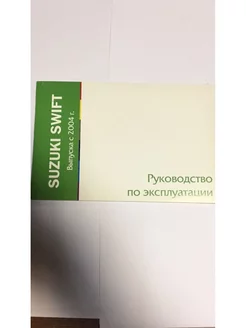 SUZUKI SWIFT
Выпуска с 2004 г.
Руководство
по эксплуатации